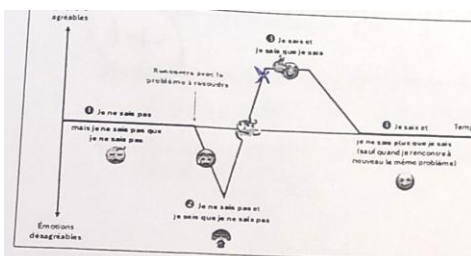 agréables
❸ Je sais et
je sais que je sais
Rencontre avec le
problème à résoudre
❶ Je ne sais pas
mais je ne sais pas que
je ne sais pas
Temps
Je sais et
je ne sais plus que je sais
(sauf quand je rencontre à
nouveau le même problème)
❷ Je ne sais pas et
je sais que je ne sais pas
Émotions
désagréables